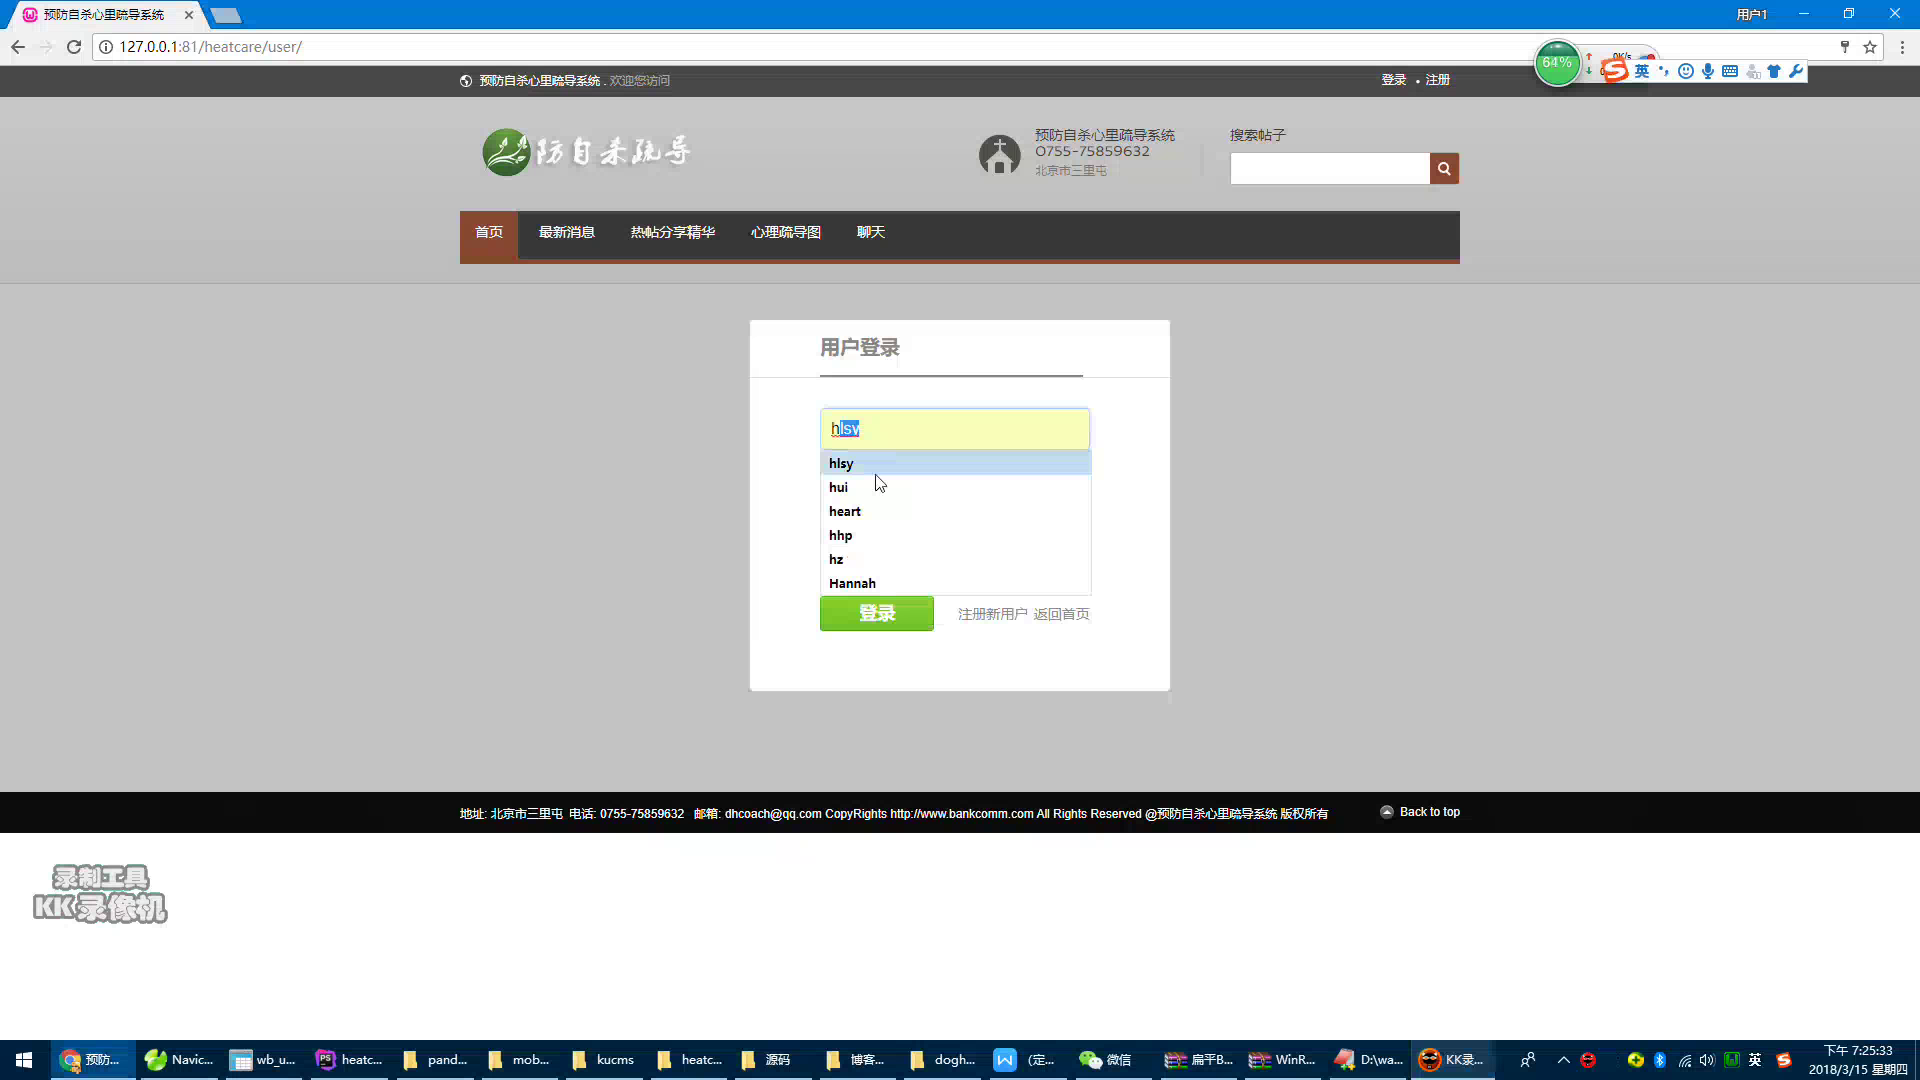 预防自杀心里疏导系统
用户1
127.0.0.1:81/heatcare/user/
64%
0K/s
英
预防自杀心里疏导系统 . 欢迎您访问
登录 • 注册
防自杀疏导
预防自杀心里疏导系统
0755-75859632
北京市三里屯
搜索帖子
首页 最新消息 热帖分享精华 心理疏导图 聊天
用户登录
hlsy
hlsy
hui
heart
hhp
hz
Hannah
登录 注册新用户 返回首页
地址: 北京市三里屯 电话: 0755-75859632 邮箱: dhcoach@qq.com CopyRights http://www.bankcomm.com All Rights Reserved @预防自杀心里疏导系统 版权所有
Back to top
录制工具
KK录像机
预防...
Navic...
wb_u...
heatc...
pand...
mob...
kucms
heatc...
源码
博客...
dogh...
(定...
微信
扁平B...
WinR...
D:\wa...
KK录...
英
下午 7:25:33
2018/3/15 星期四